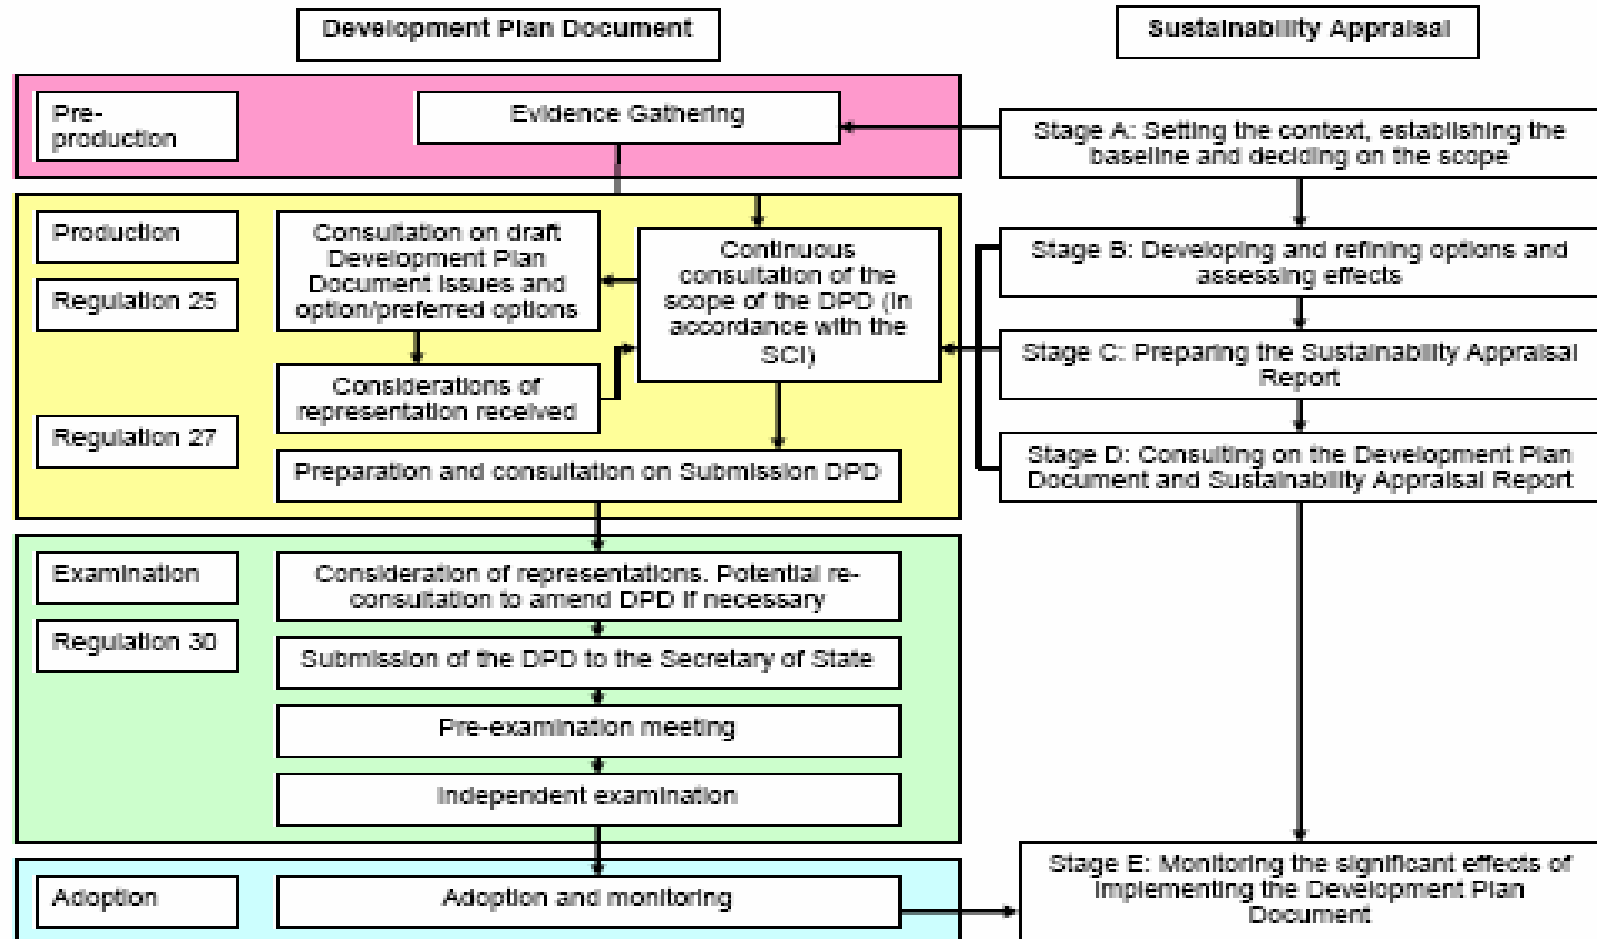 Development Plan Document
Sustainability Appraisal
Pre-
production
Evidence Gathering
Stage A: Setting the context, establishing the
baseline and deciding on the scope
Production
Regulation 25
Regulation 27
Consultation on draft
Development Plan
Document Issues and
option/preferred options
Considerations of
representation received
Continuous
consultation of the
scope of the DPD (In
accordance with the
SCI)
Preparation and consultation on Submission DPD
Stage B: Developing and refining options and
assessing effects
Stage C: Preparing the Sustainability Appraisal
Report
Stage D: Consulting on the Development Plan
Document and Sustainability Appraisal Report
Examination
Regulation 30
Consideration of representations. Potential re-
consultation to amend DPD if necessary
Submission of the DPD to the Secretary of State
Pre-examination meeting
Independent examination
Adoption
Adoption and monitoring
Stage E: Monitoring the significant effects of
Implementing the Development Plan
Document